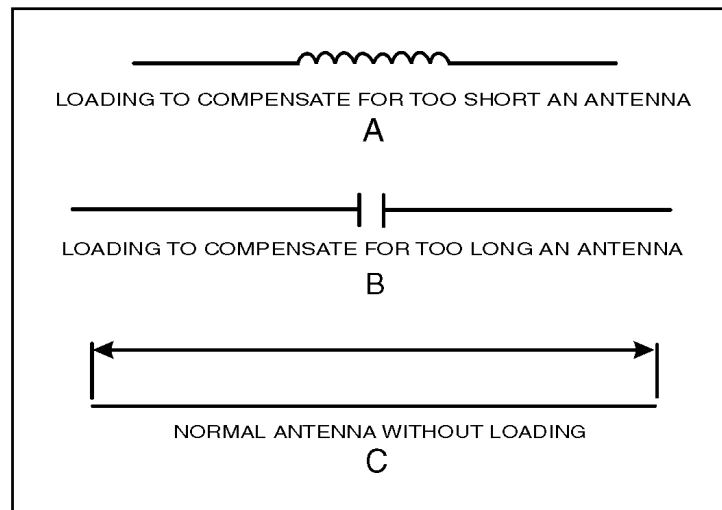 LOADING TO COMPENSATE FOR TOO SHORT AN ANTENNA
A
LOADING TO COMPENSATE FOR TOO LONG AN ANTENNA
B
NORMAL ANTENNA WITHOUT LOADING
C